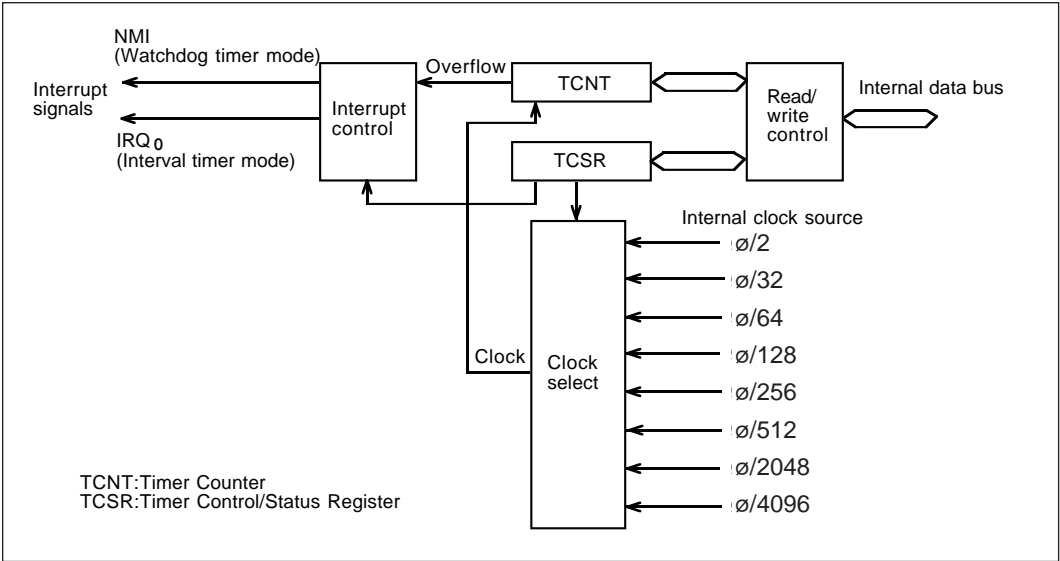 NMI
(Watchdog timer mode)
Interrupt
signals
IRQ0
(Interval timer mode)
Overflow
Interrupt
control
TCNT
TCSR
Read/
write
control
Internal data bus
Internal clock source
ø/2
ø/32
ø/64
ø/128
ø/256
ø/512
ø/2048
ø/4096
Clock
Clock
select
TCNT:Timer Counter
TCSR:Timer Control/Status Register